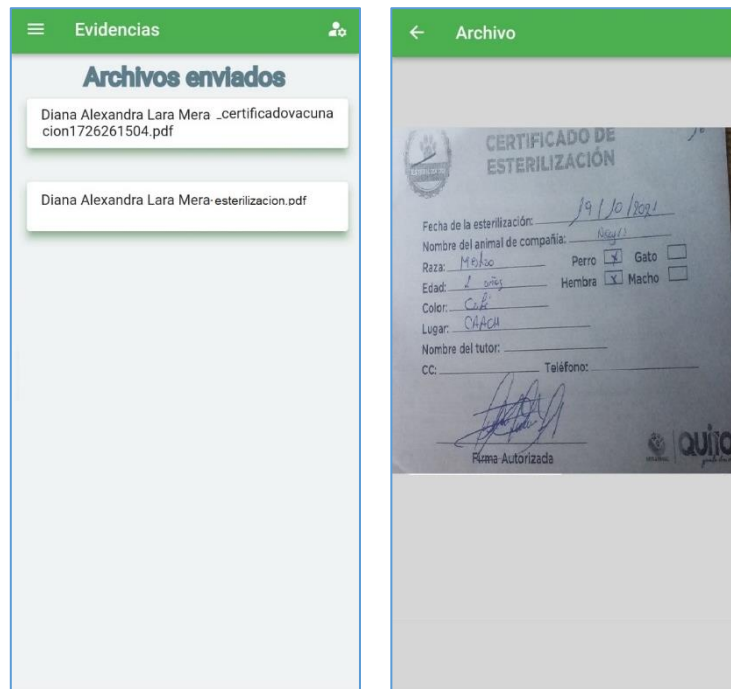 Evidencias
Archivos enviados
Diana Alexandra Lara Mera _certificadovacuna
cion1726261504.pdf
Diana Alexandra Lara Mera-esterilizacion.pdf
Archivo
CERTIFICADO DE
ESTERILIZACIÓN
Fecha de la esterilización: 19/10/2021
Nombre del animal de compañía:
Raza: Perro x Gato
Edad: 2 años Hembra x Macho
Color: Café
Lugar: CAACH
Nombre del tutor:
CC: Teléfono:
Firma Autorizada
QUITO